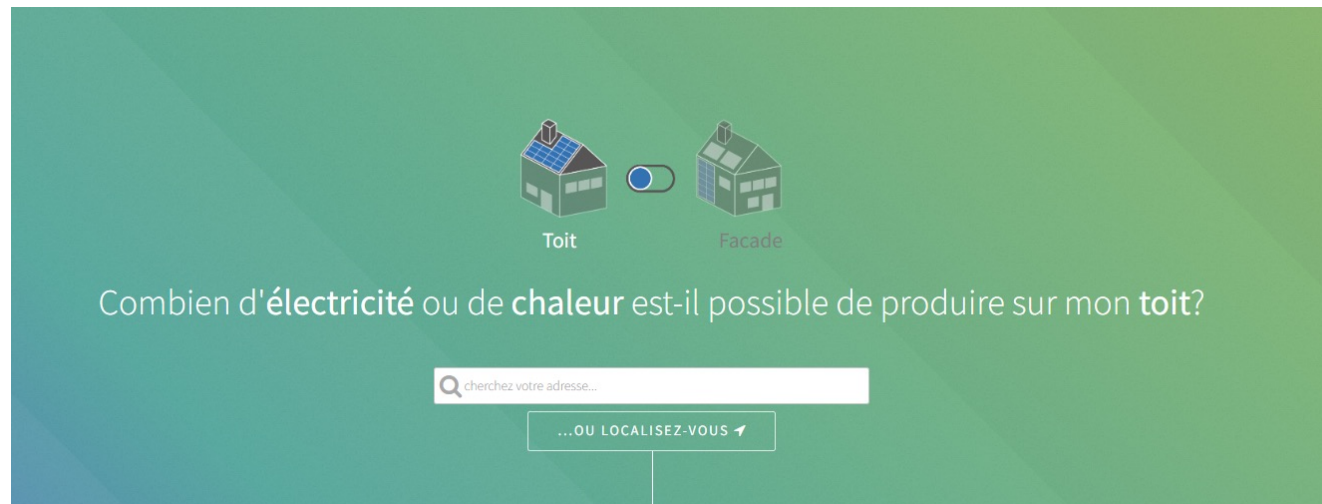 Toit
Facade
Combien d'électricité ou de chaleur est-il possible de produire sur mon toit?
cherchez votre adresse...
...OU LOCALISEZ-VOUS